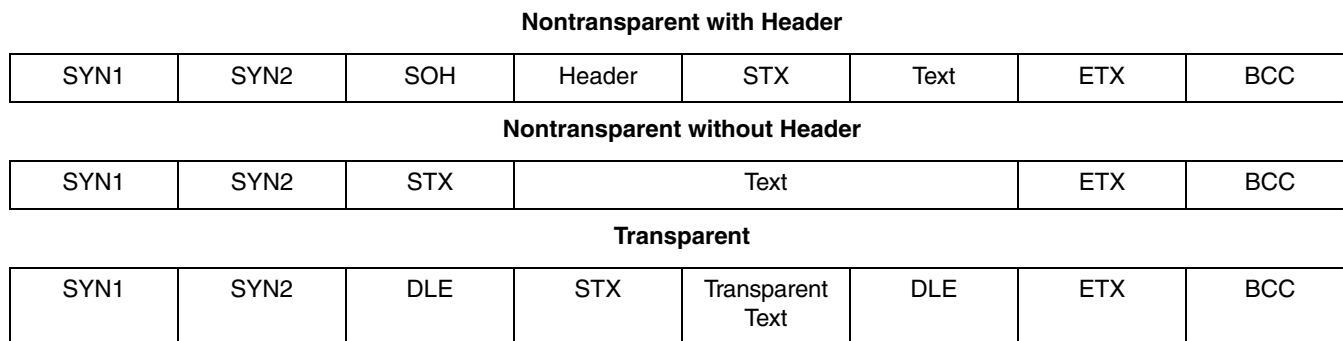 Nontransparent with Header
SYN1 SYN2 SOH Header STX Text ETX BCC
Nontransparent without Header
SYN1 SYN2 STX Text ETX BCC
Transparent
SYN1 SYN2 DLE STX Transparent DLE ETX BCC
Text